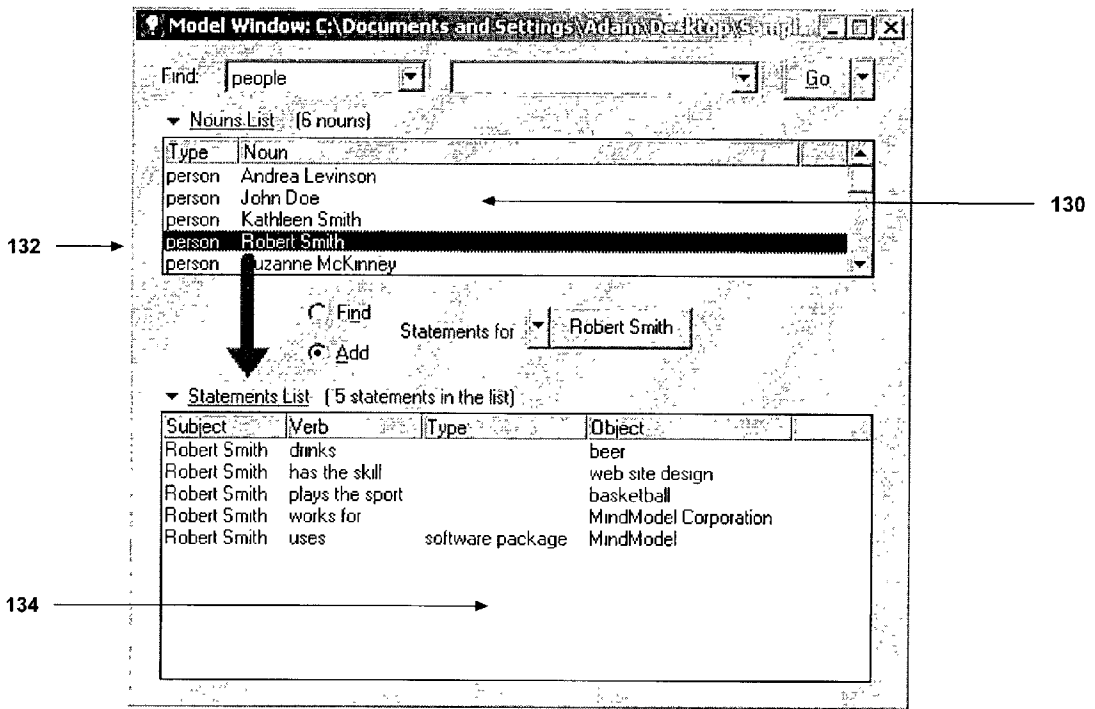 Model Window: C:\Documents and Settings\Adam\Desktop\Sampli
Find: people Go
Nouns List (6 nouns)
Type Noun
person Andrea Levinson
person John Doe
130
person Kathleen Smith
132
person Robert Smith
person Suzanne McKinney
Find
Statements for Robert Smith
Add
Statements List (5 statements in the list)
Subject Verb Type Object
Robert Smith drinks beer
Robert Smith has the skill web site design
Robert Smith plays the sport basketball
Robert Smith works for MindModel Corporation
Robert Smith uses software package MindModel
134